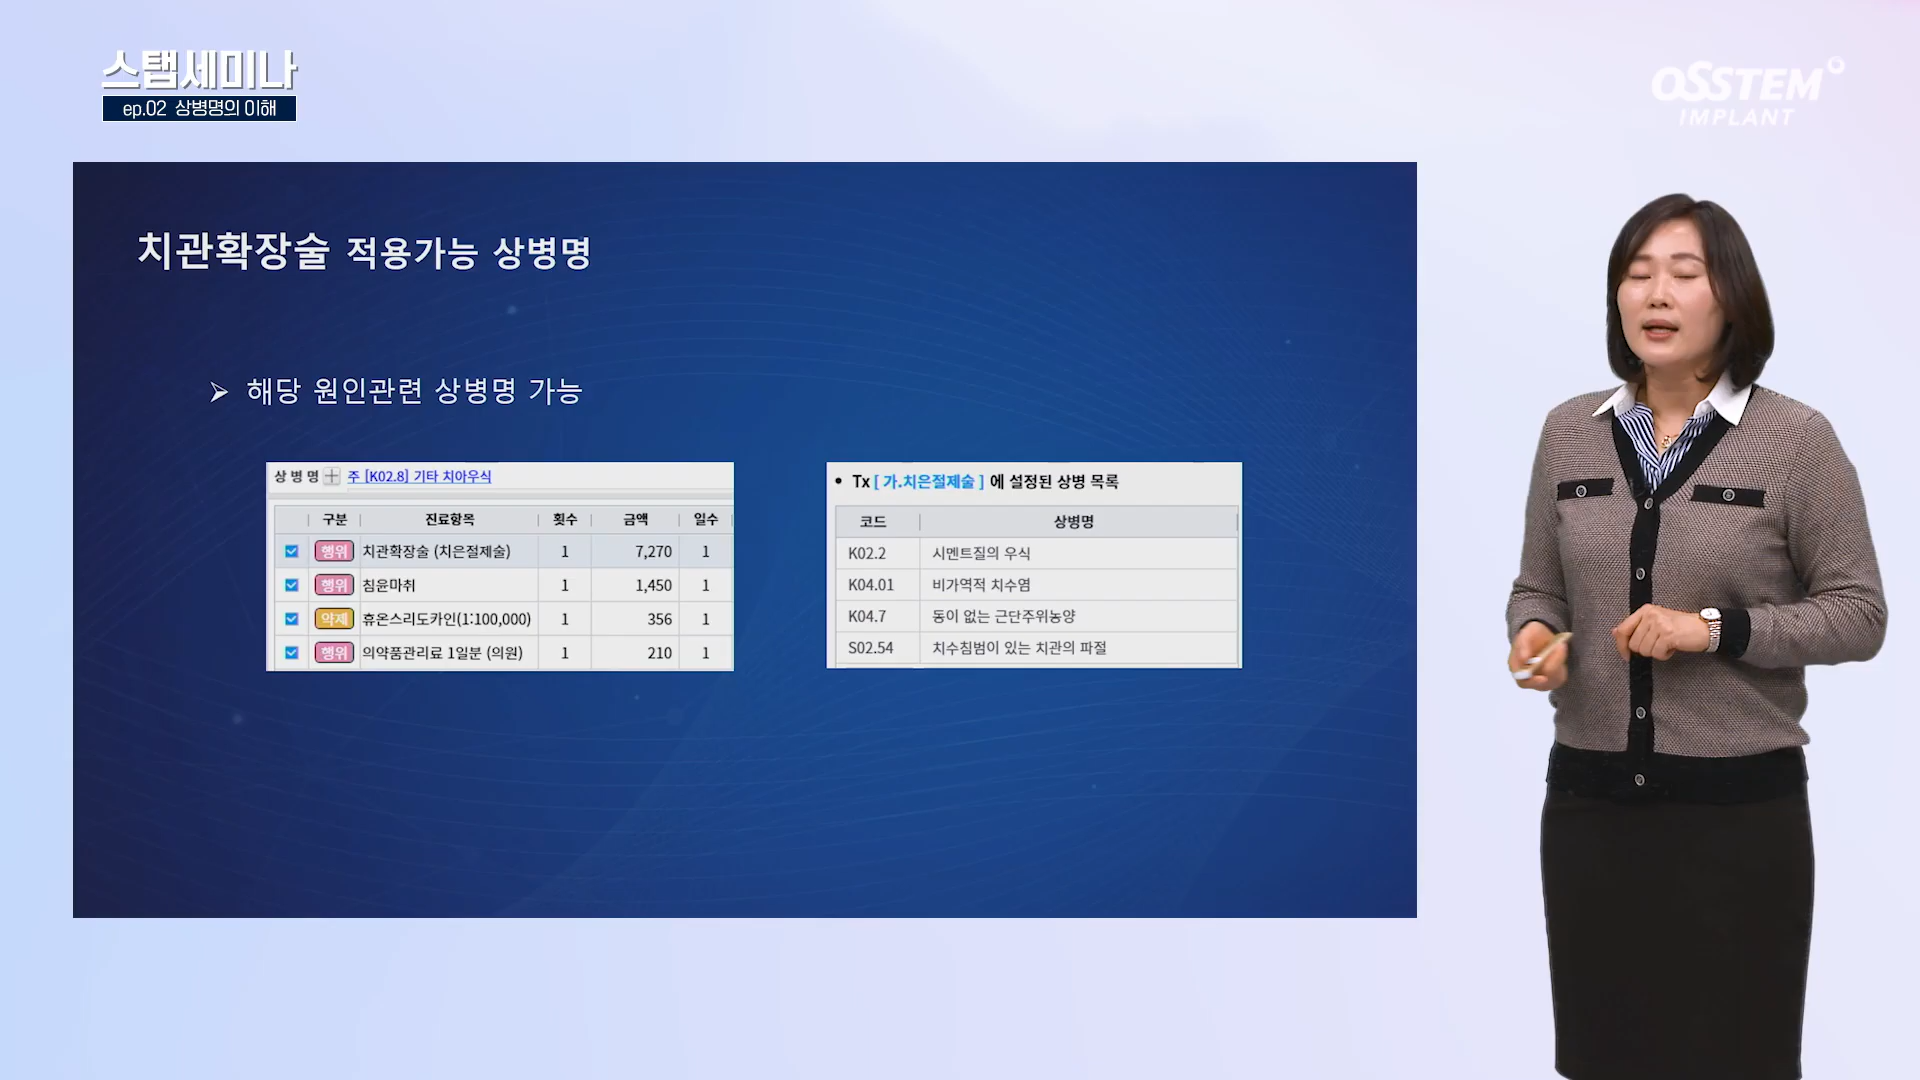 스탭세미나
ep.02 상병명의 이해
OSSTEM
IMPLANT
치관확장술 적용가능 상병명
➢ 해당 원인관련 상병명 가능
상 병 명 + 주 [K02.8] 기타 치아우식
구분 진료항목 횟수 금액 일수
행위 치관확장술 (치은절제술) 1 7,270 1
행위 침윤마취 1 1,450 1
약제 휴온스리도카인(1:100,000) 1 356 1
행위 의약품관리료 1일분 (의원) 1 210 1
• Tx [ 가.치은절제술 ] 에 설정된 상병 목록
코드 상병명
K02.2 시멘트질의 우식
K04.01 비가역적 치수염
K04.7 동이 없는 근단주위농양
S02.54 치수침범이 있는 치관의 파절